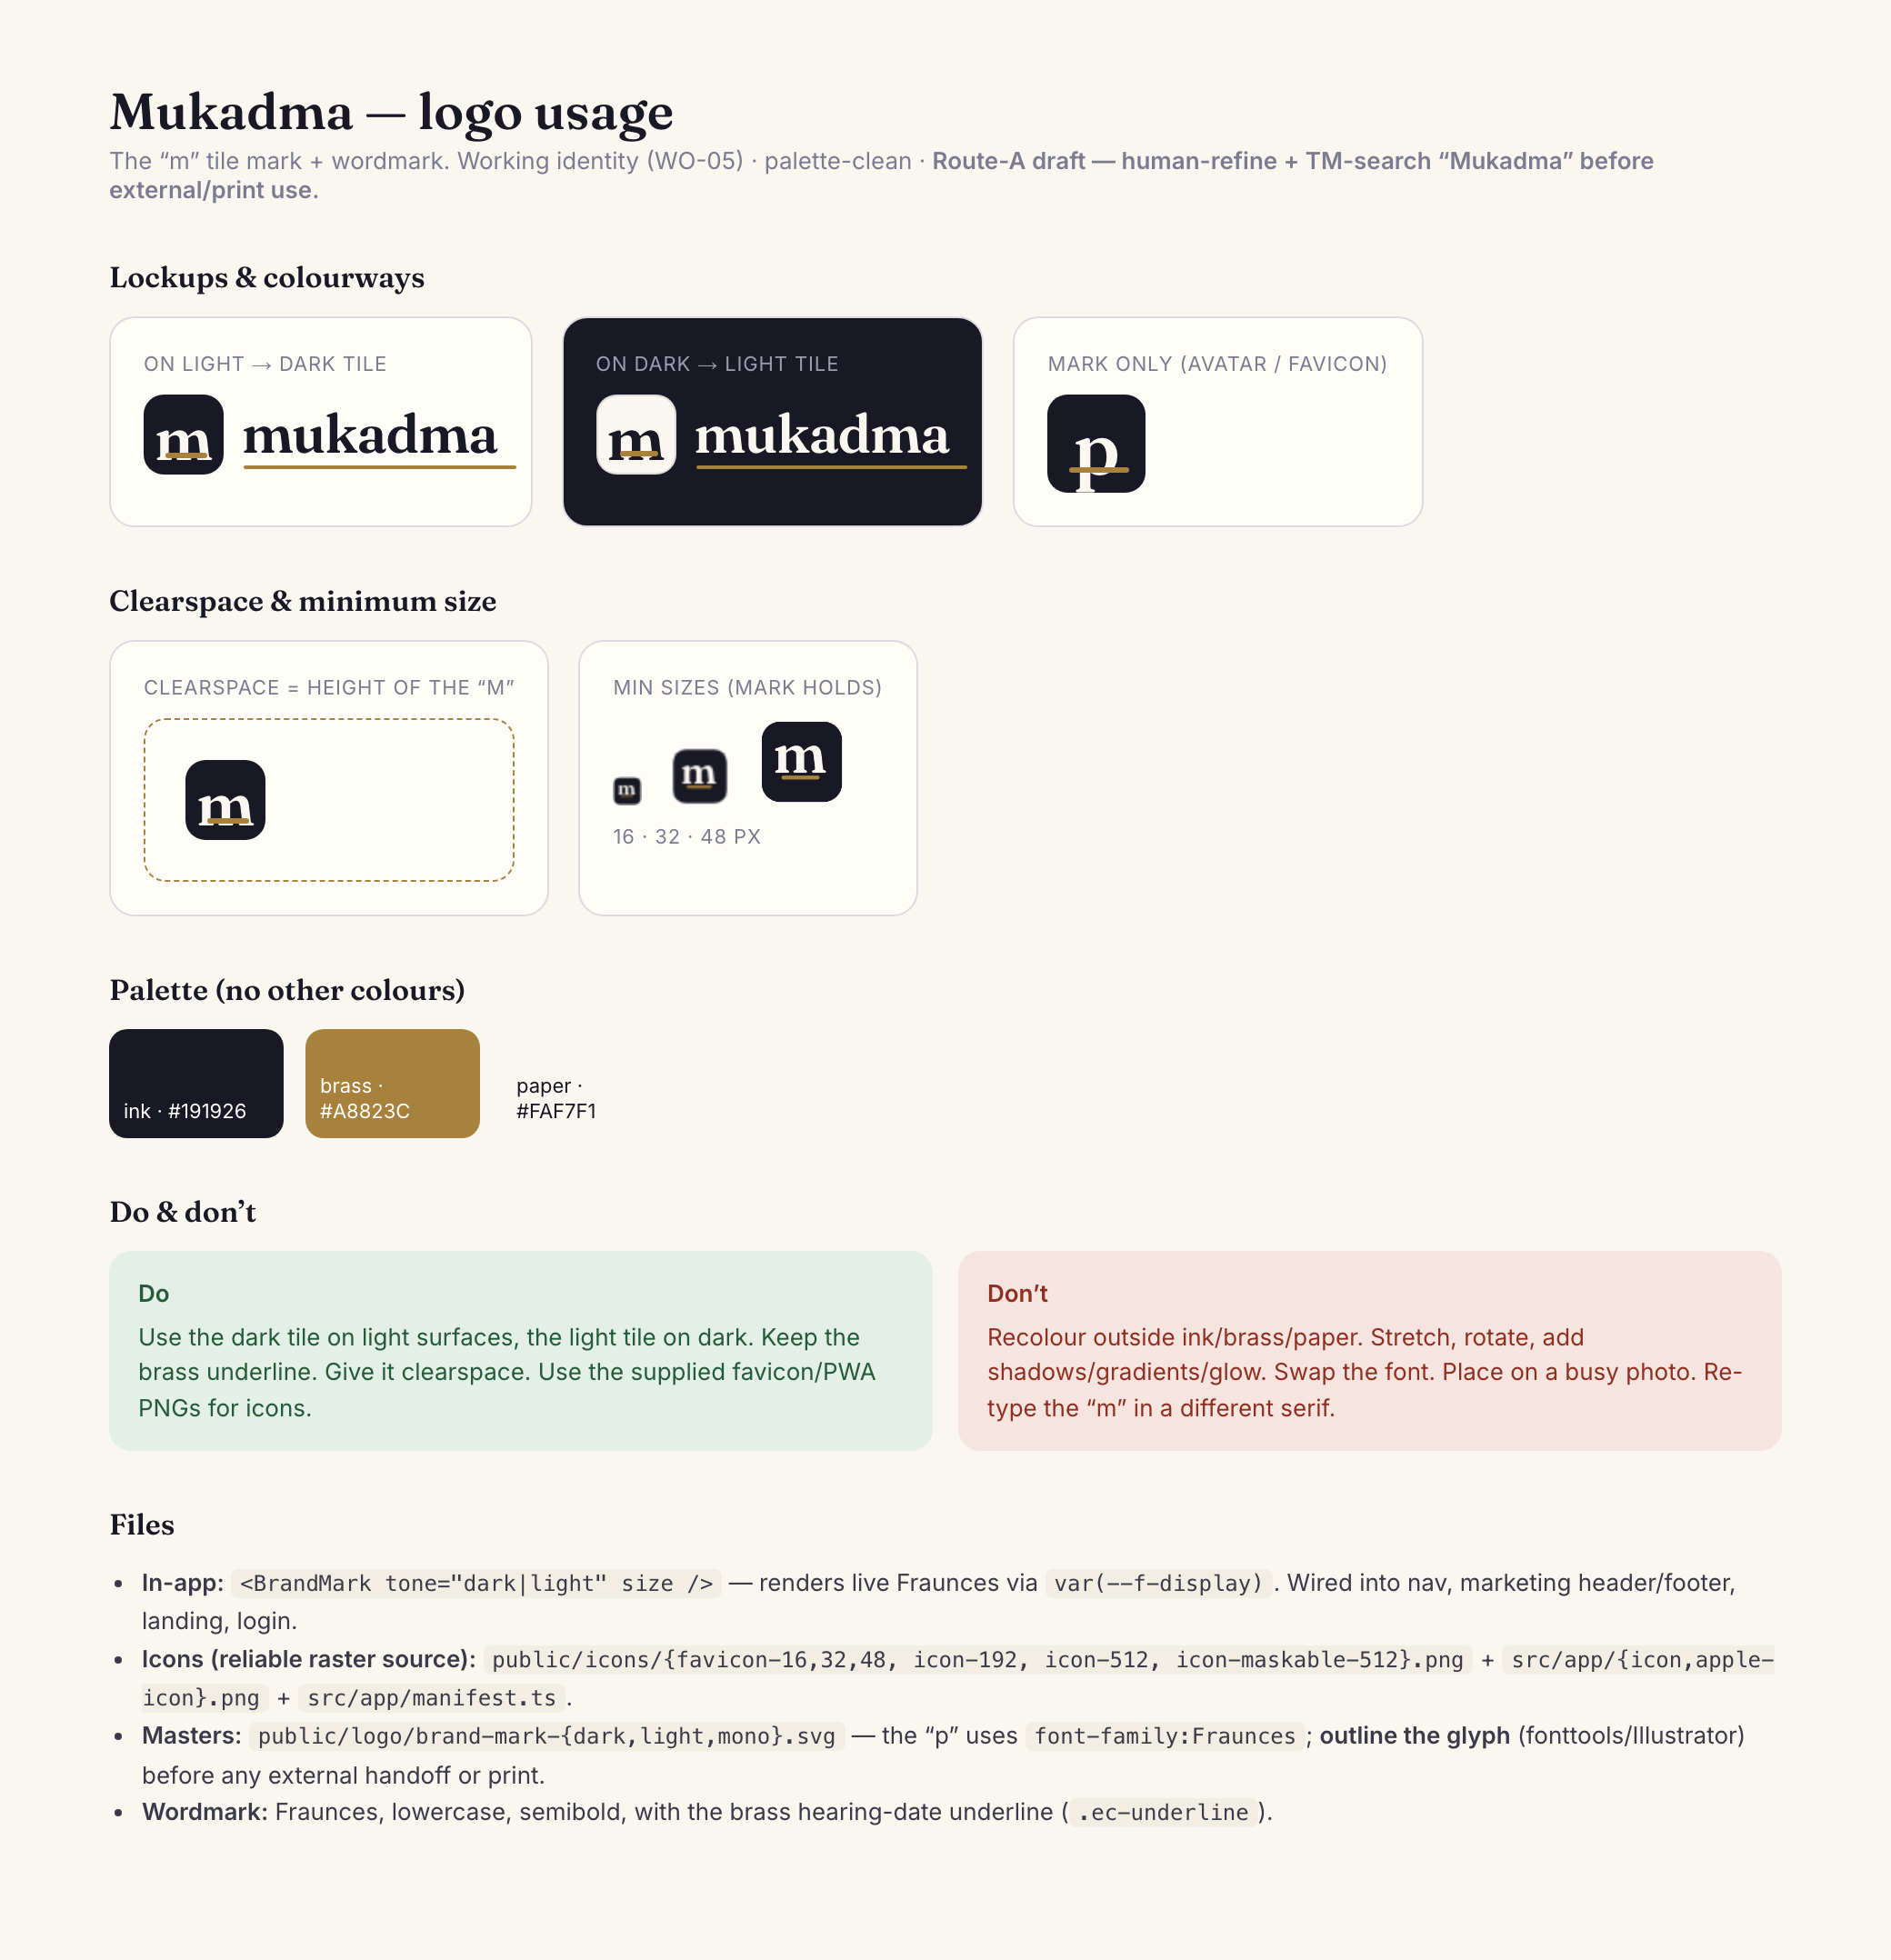 Mukadma — logo usage
The “m” tile mark + wordmark. Working identity (WO-05) · palette-clean · Route-A draft — human-refine + TM-search “Mukadma” before
external/print use.
Lockups & colourways
ON LIGHT → DARK TILE
m mukadma
ON DARK → LIGHT TILE
m mukadma
MARK ONLY (AVATAR / FAVICON)
p
Clearspace & minimum size
CLEARSPACE = HEIGHT OF THE “M”
m
MIN SIZES (MARK HOLDS)
m m m
16 · 32 · 48 PX
Palette (no other colours)
ink · #191926
brass ·
#A8823C
paper ·
#FAF7F1
Do & don’t
Do
Use the dark tile on light surfaces, the light tile on dark. Keep the
brass underline. Give it clearspace. Use the supplied favicon/PWA
PNGs for icons.
Don’t
Recolour outside ink/brass/paper. Stretch, rotate, add
shadows/gradients/glow. Swap the font. Place on a busy photo. Re-
type the “m” in a different serif.
Files
• In-app: <BrandMark tone="dark|light" size /> — renders live Fraunces via var(--f-display). Wired into nav, marketing header/footer,
landing, login.
• Icons (reliable raster source): public/icons/{favicon-16,32,48, icon-192, icon-512, icon-maskable-512}.png + src/app/{icon,apple-
icon}.png + src/app/manifest.ts.
• Masters: public/logo/brand-mark-{dark,light,mono}.svg — the “p” uses font-family:Fraunces; outline the glyph (fonttools/Illustrator)
before any external handoff or print.
• Wordmark: Fraunces, lowercase, semibold, with the brass hearing-date underline (.ec-underline).